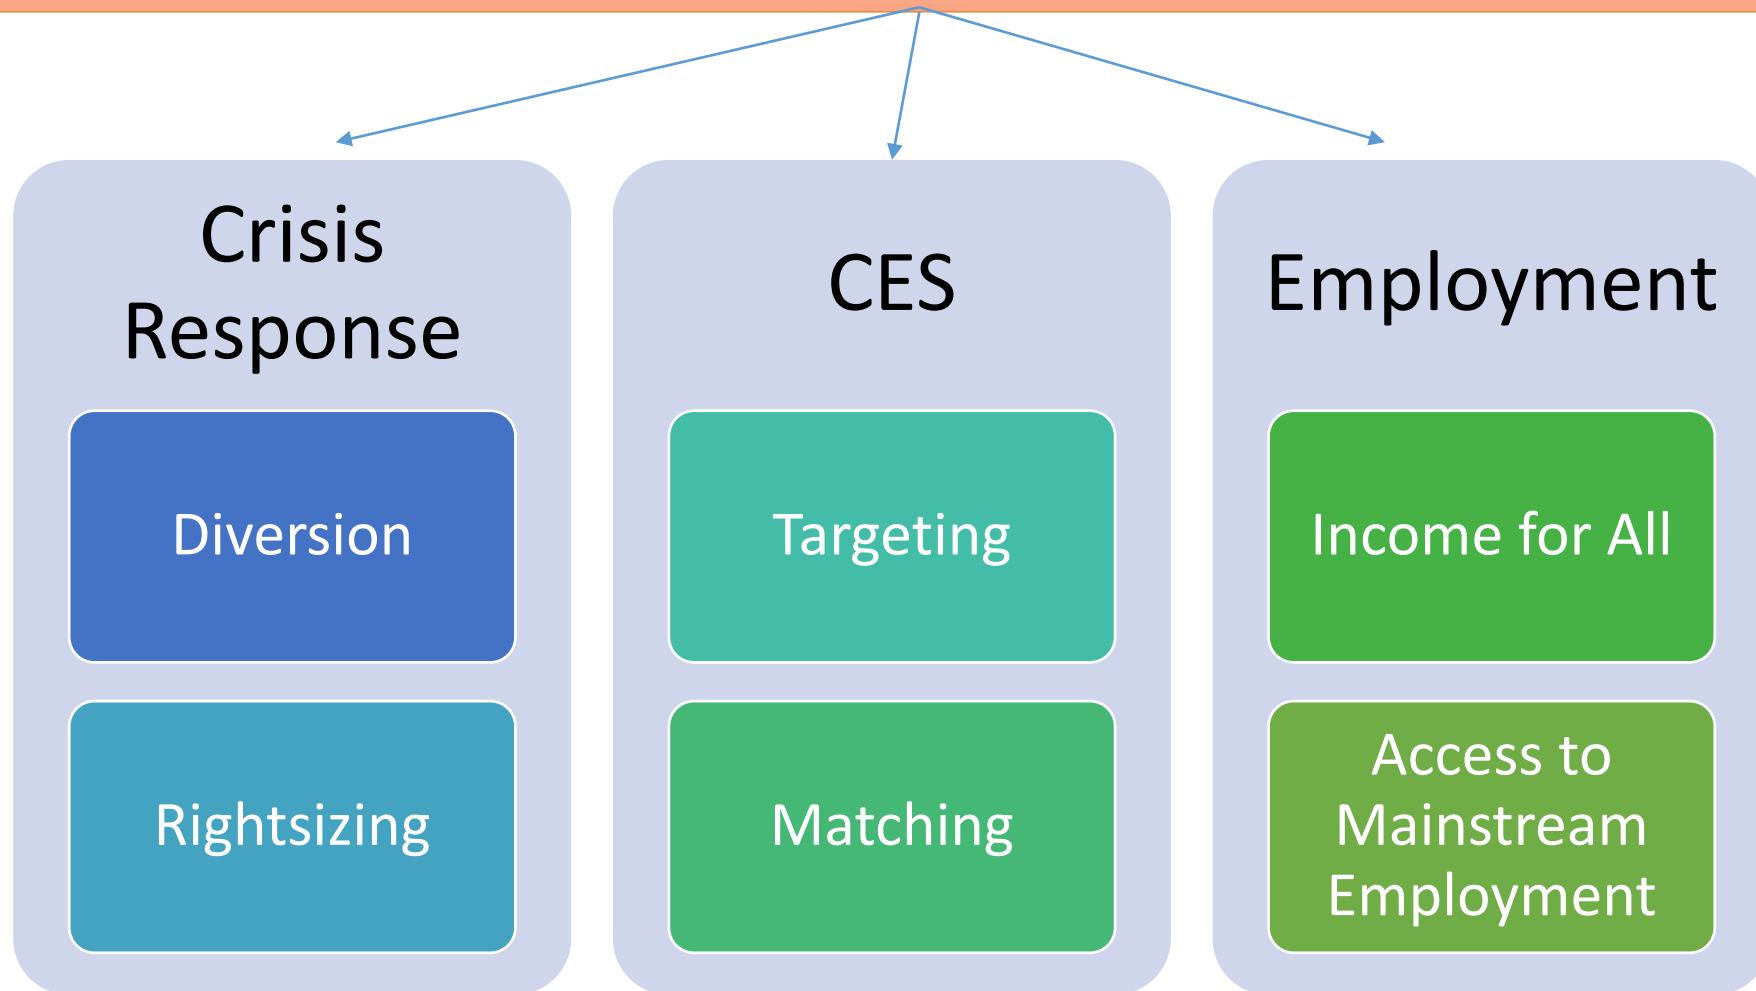 Crisis
Response
Diversion
Rightsizing
CES
Targeting
Matching
Employment
Income for All
Access to
Mainstream
Employment